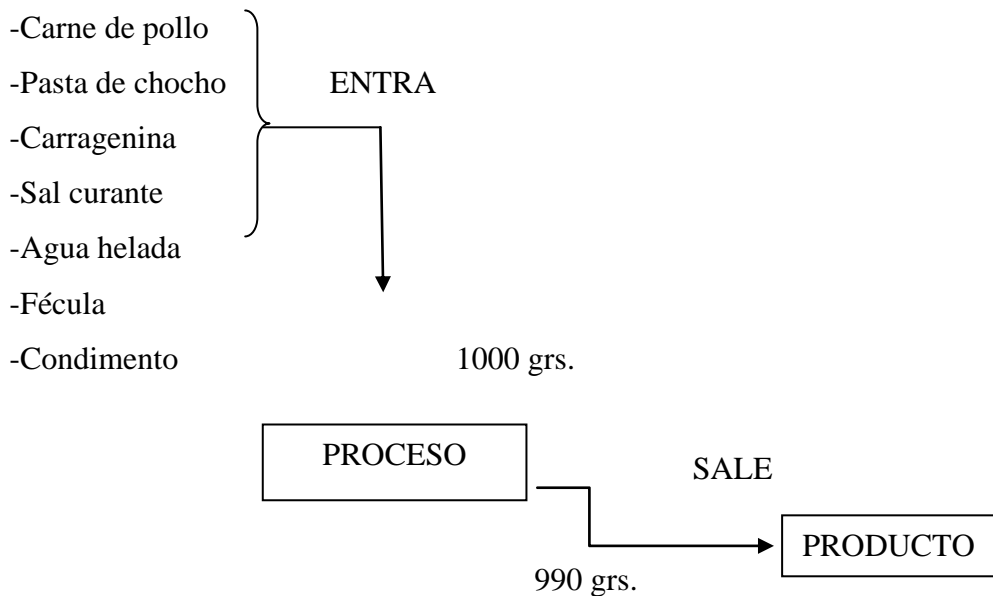 -Carne de pollo
-Pasta de chocho
ENTRA
-Carragenina
-Sal curante
-Agua helada
-Fécula
-Condimento
1000 grs.
PROCESO
SALE
PRODUCTO
990 grs.